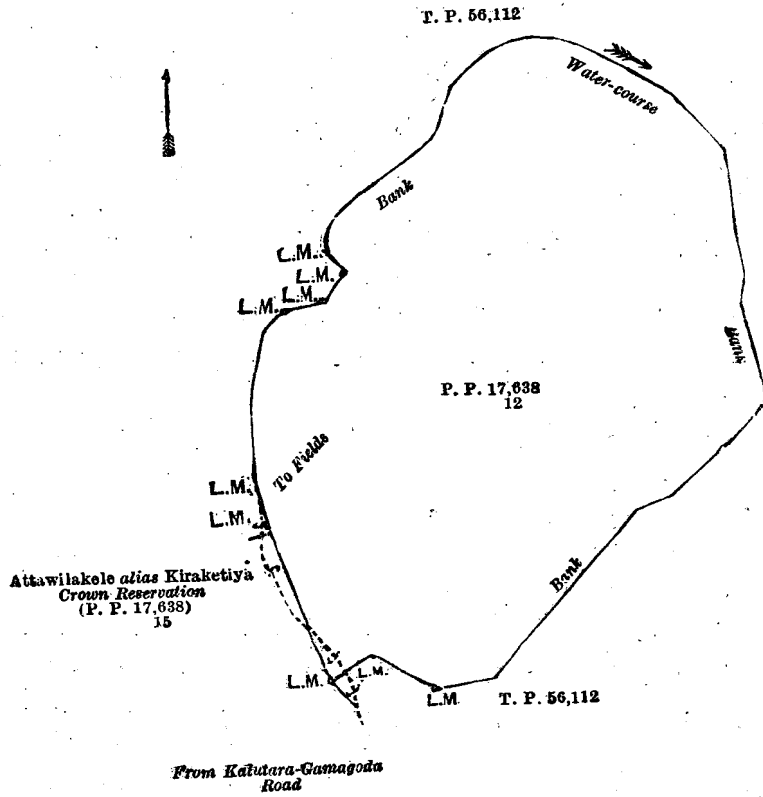 T. P. 56,112
Water-course
Bank
L.M.
L.M.
L.M.
L.M.
Bank
P. P. 17,638
12
To Fields
L.M.
L.M.
Attawilakele alias Kiraketiya
Crown Reservation
(P. P. 17,638)
15
Bank
L.M.
L.M.
L.M.
T. P. 56,112
From Kalutara-Gamagoda
Road